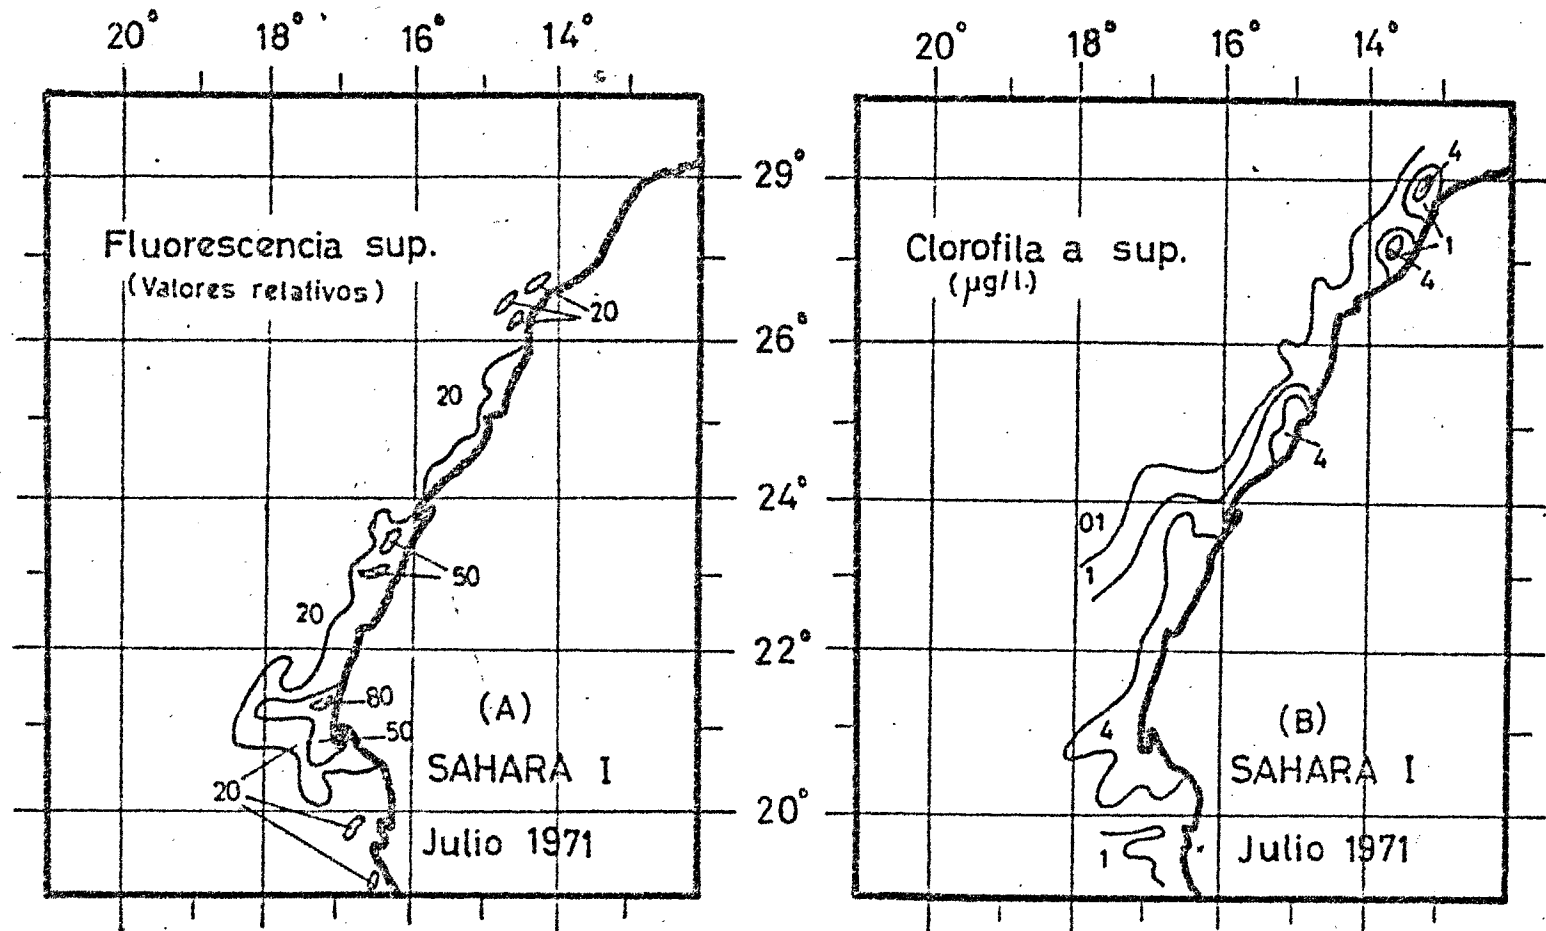 20° 18° 16° 14°
Fluorescencia sup.
(Valores relativos)
20
20
50
20
80
50
20
(A)
SAHARA I
Julio 1971
29°
26°
24°
22°
20°
20° 18° 16° 14°
4
Clorofila a sup.
(µg/l.)
1
4
4
01
1
4
(B)
SAHARA I
1
Julio 1971